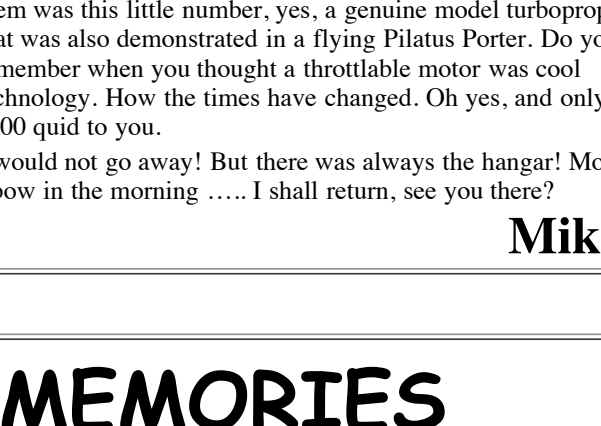 em was this little number, yes, a genuine model turboprop
at was also demonstrated in a flying Pilatus Porter. Do yo
member when you thought a throttlable motor was cool
chnology. How the times have changed. Oh yes, and only
00 quid to you.
would not go away! But there was always the hangar! Mo
bow in the morning ….. I shall return, see you there?
Mik
MEMORIES